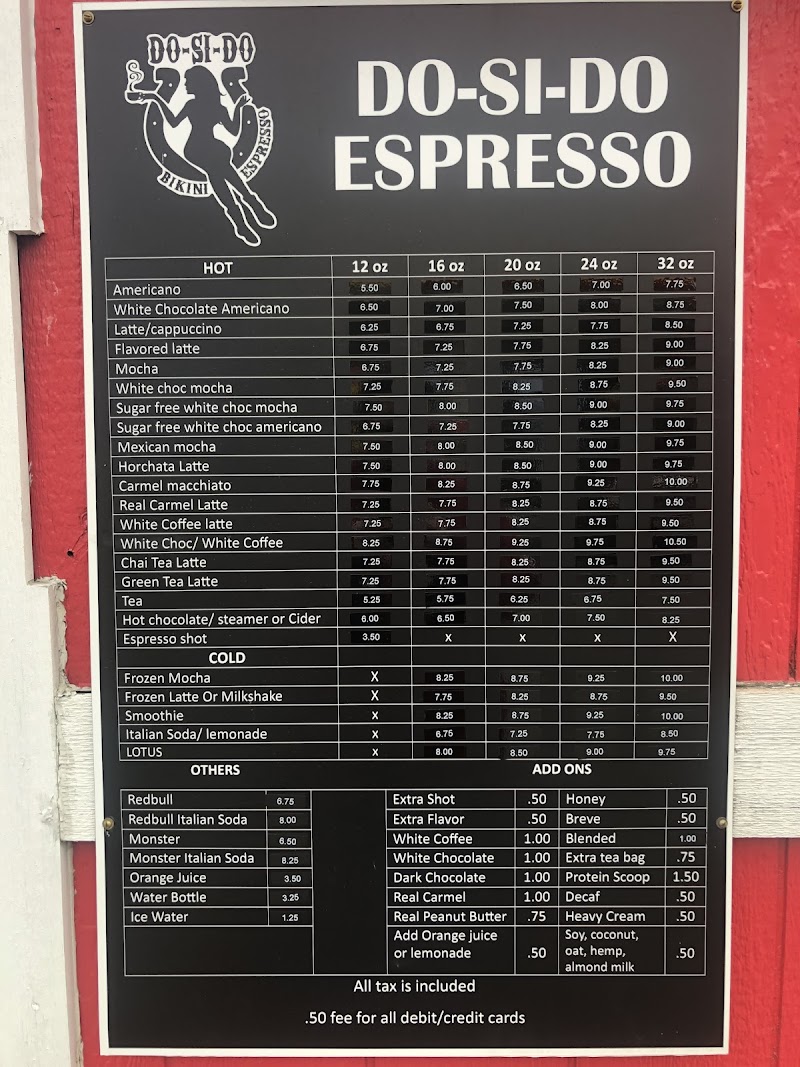 DO-SI-DO
BIKINI ESPRESSO
DO-SI-DO
ESPRESSO
HOT 12 oz 16 oz 20 oz 24 oz 32 oz
Americano 5.50 6.00 6.50 7.00 7.75
White Chocolate Americano 6.50 7.00 7.50 8.00 8.75
Latte/cappuccino 6.25 6.75 7.25 7.75 8.50
Flavored latte 6.75 7.25 7.75 8.25 9.00
Mocha 6.75 7.25 7.75 8.25 9.00
White choc mocha 7.25 7.75 8.25 8.75 9.50
Sugar free white choc mocha 7.50 8.00 8.50 9.00 9.75
Sugar free white choc americano 6.75 7.25 7.75 8.25 9.00
Mexican mocha 7.50 8.00 8.50 9.00 9.75
Horchata Latte 7.50 8.00 8.50 9.00 9.75
Carmel macchiato 7.75 8.25 8.75 9.25 10.00
Real Carmel Latte 7.25 7.75 8.25 8.75 9.50
White Coffee latte 7.25 7.75 8.25 8.75 9.50
White Choc/ White Coffee 8.25 8.75 9.25 9.75 10.50
Chai Tea Latte 7.25 7.75 8.25 8.75 9.50
Green Tea Latte 7.25 7.75 8.25 8.75 9.50
Tea 5.25 5.75 6.25 6.75 7.50
Hot chocolate/ steamer or Cider 6.00 6.50 7.00 7.50 8.25
Espresso shot 3.50 x x x X
COLD
Frozen Mocha X 8.25 8.75 9.25 10.00
Frozen Latte Or Milkshake X 7.75 8.25 8.75 9.50
Smoothie x 8.25 8.75 9.25 10.00
Italian Soda/ lemonade x 6.75 7.25 7.75 8.50
LOTUS x 8.00 8.50 9.00 9.75
OTHERS
Redbull 6.75
Redbull Italian Soda 8.00
Monster 6.50
Monster Italian Soda 8.25
Orange Juice 3.50
Water Bottle 3.25
Ice Water 1.25
ADD ONS
Extra Shot .50 Honey .50
Extra Flavor .50 Breve .50
White Coffee 1.00 Blended 1.00
White Chocolate 1.00 Extra tea bag .75
Dark Chocolate 1.00 Protein Scoop 1.50
Real Carmel 1.00 Decaf .50
Real Peanut Butter .75 Heavy Cream .50
Add Orange juice
or lemonade .50
Soy, coconut,
oat, hemp,
almond milk .50
All tax is included
.50 fee for all debit/credit cards